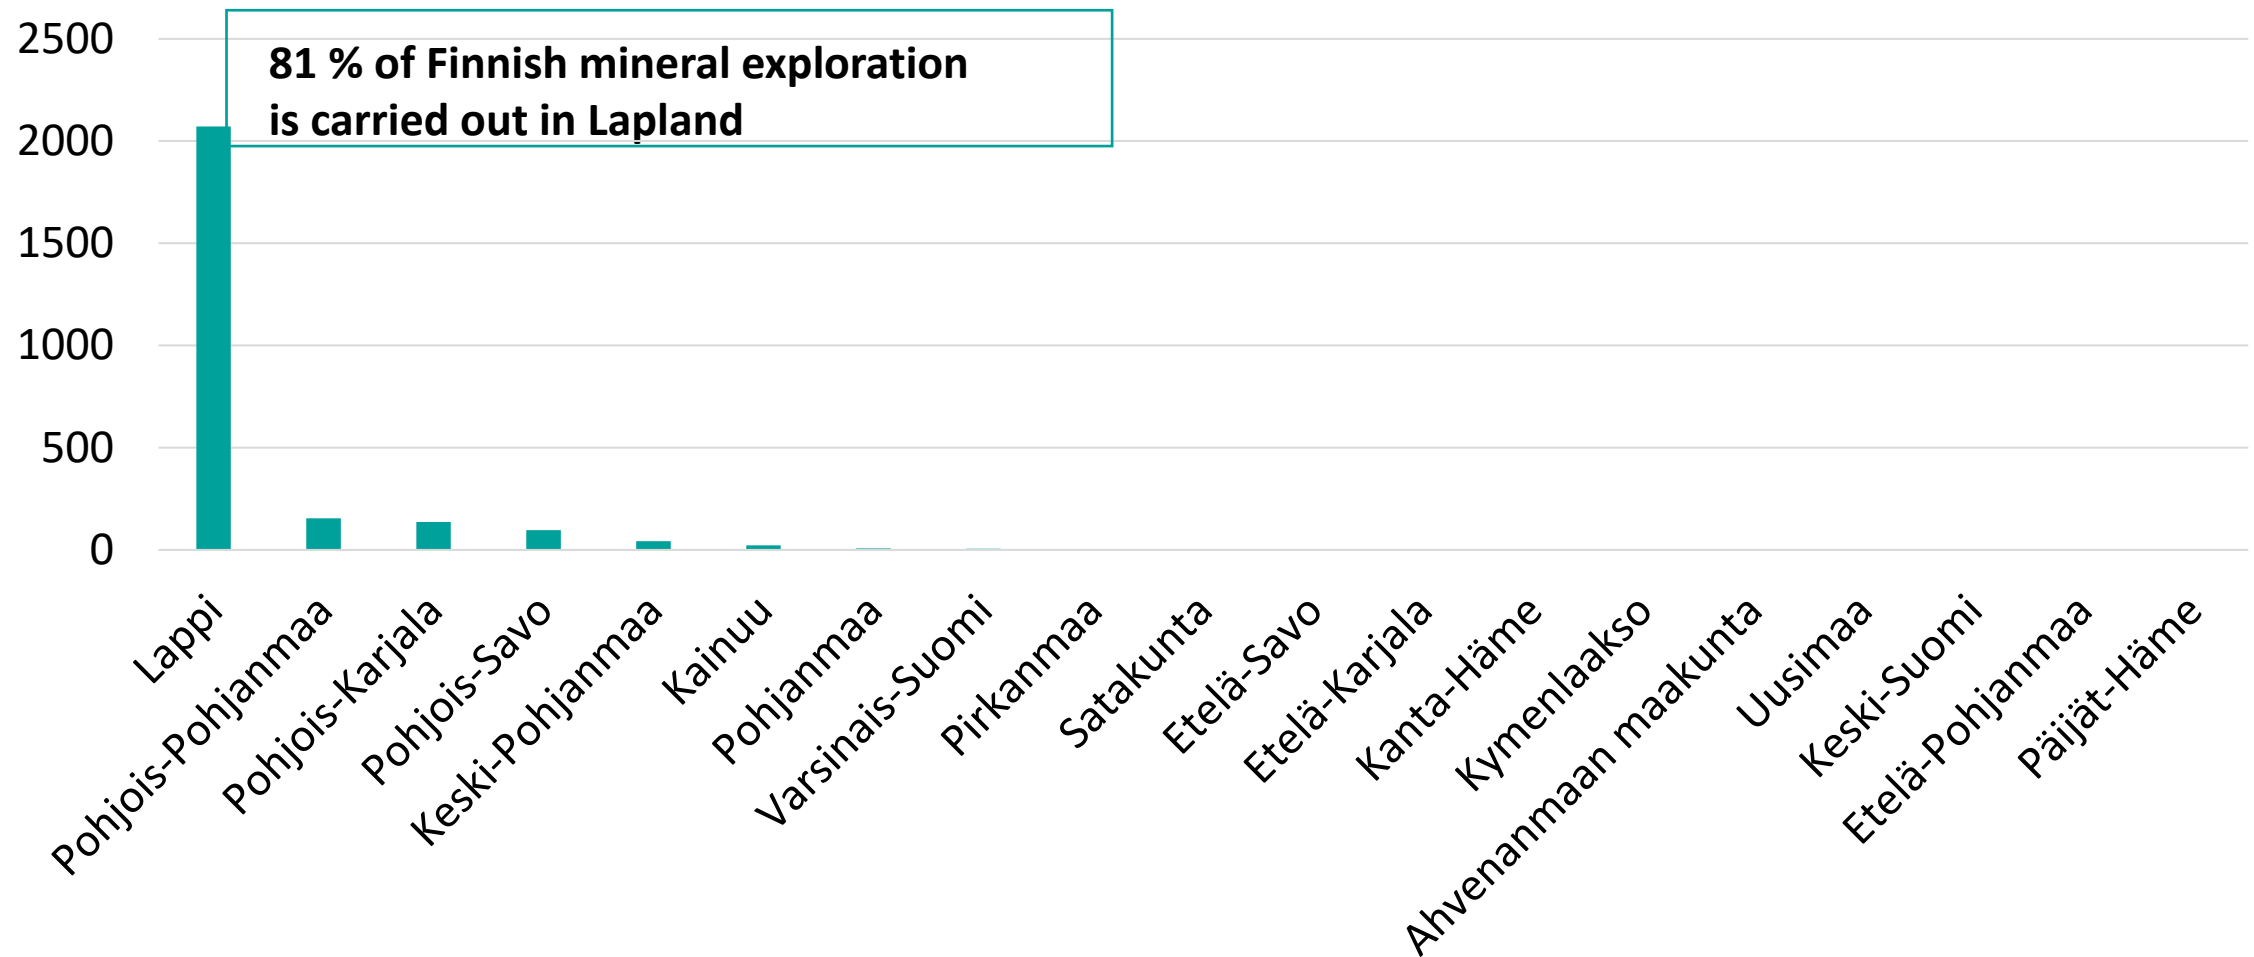 81 % of Finnish mineral exploration
is carried out in Lapland
2500
2000
1500
1000
500
0
Lappi
Pohjois-Pohjanmaa
Pohjois-Karjala
Pohjois-Savo
Keski-Pohjanmaa
Kainuu
Pohjanmaa
Varsinais-Suomi
Pirkanmaa
Satakunta
Etelä-Savo
Etelä-Karjala
Kanta-Häme
Kymenlaakso
Ahvenanmaan maakunta
Uusimaa
Keski-Suomi
Etelä-Pohjanmaa
Päijät-Häme